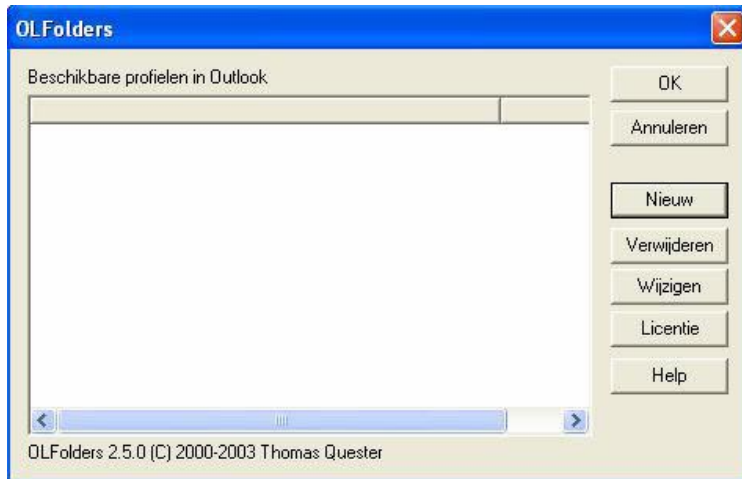 OLFolders
Beschikbare profielen in Outlook
OK
Annuleren
Nieuw
Verwijderen
Wijzigen
Licentie
Help
OLFolders 2.5.0 (C) 2000-2003 Thomas Quester